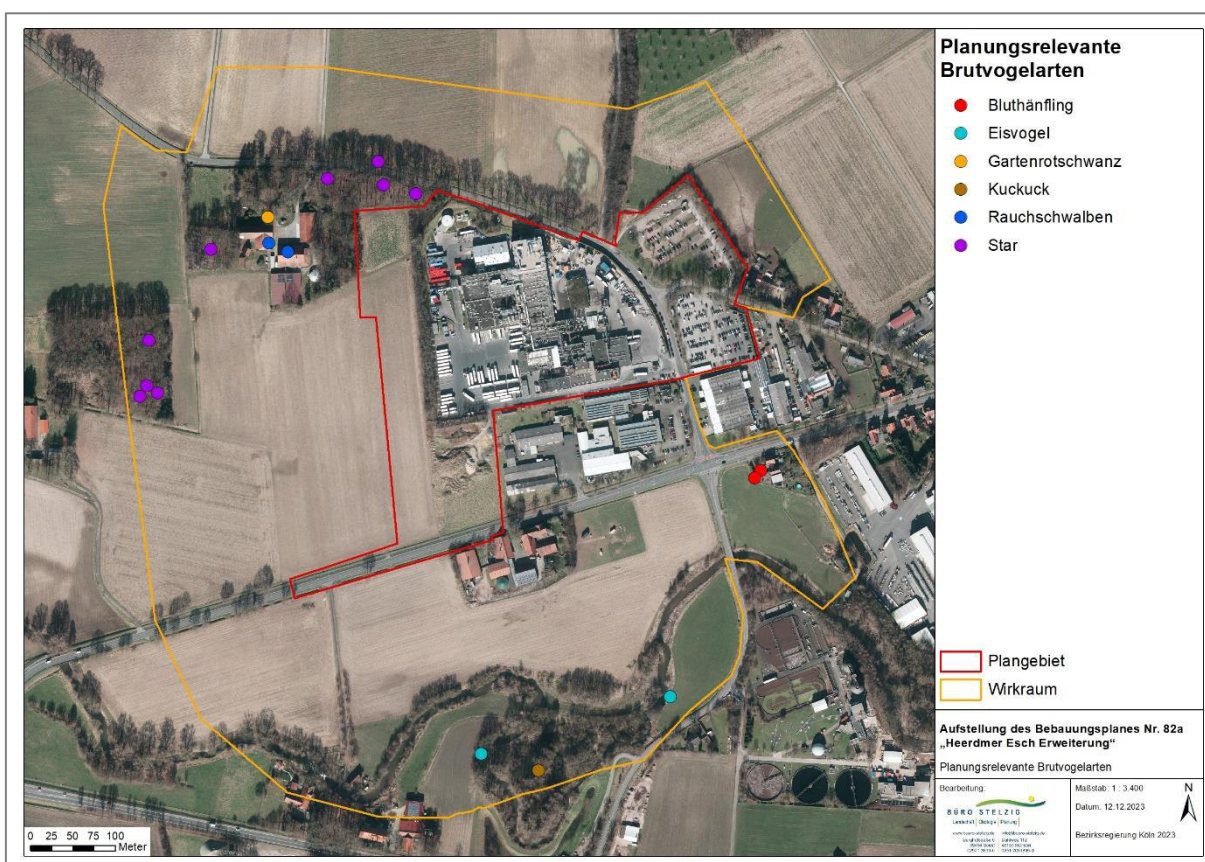 Planungsrelevante
Brutvogelarten
Bluthänfling
Eisvogel
Gartenrotschwanz
Kuckuck
Rauchschwalben
Star
Plangebiet
Wirkraum
Aufstellung des Bebauungsplanes Nr. 82a
„Heerdmer Esch Erweiterung“
Planungsrelevante Brutvogelarten
Bearbeitung:
BÜRO STELZIG
Landschaft | Ökologie | Planung |
Maßstab: 1 : 3.400
Datum: 12.12.2023
Bezirksregierung Köln 2023
N
0 25 50 75 100
Meter